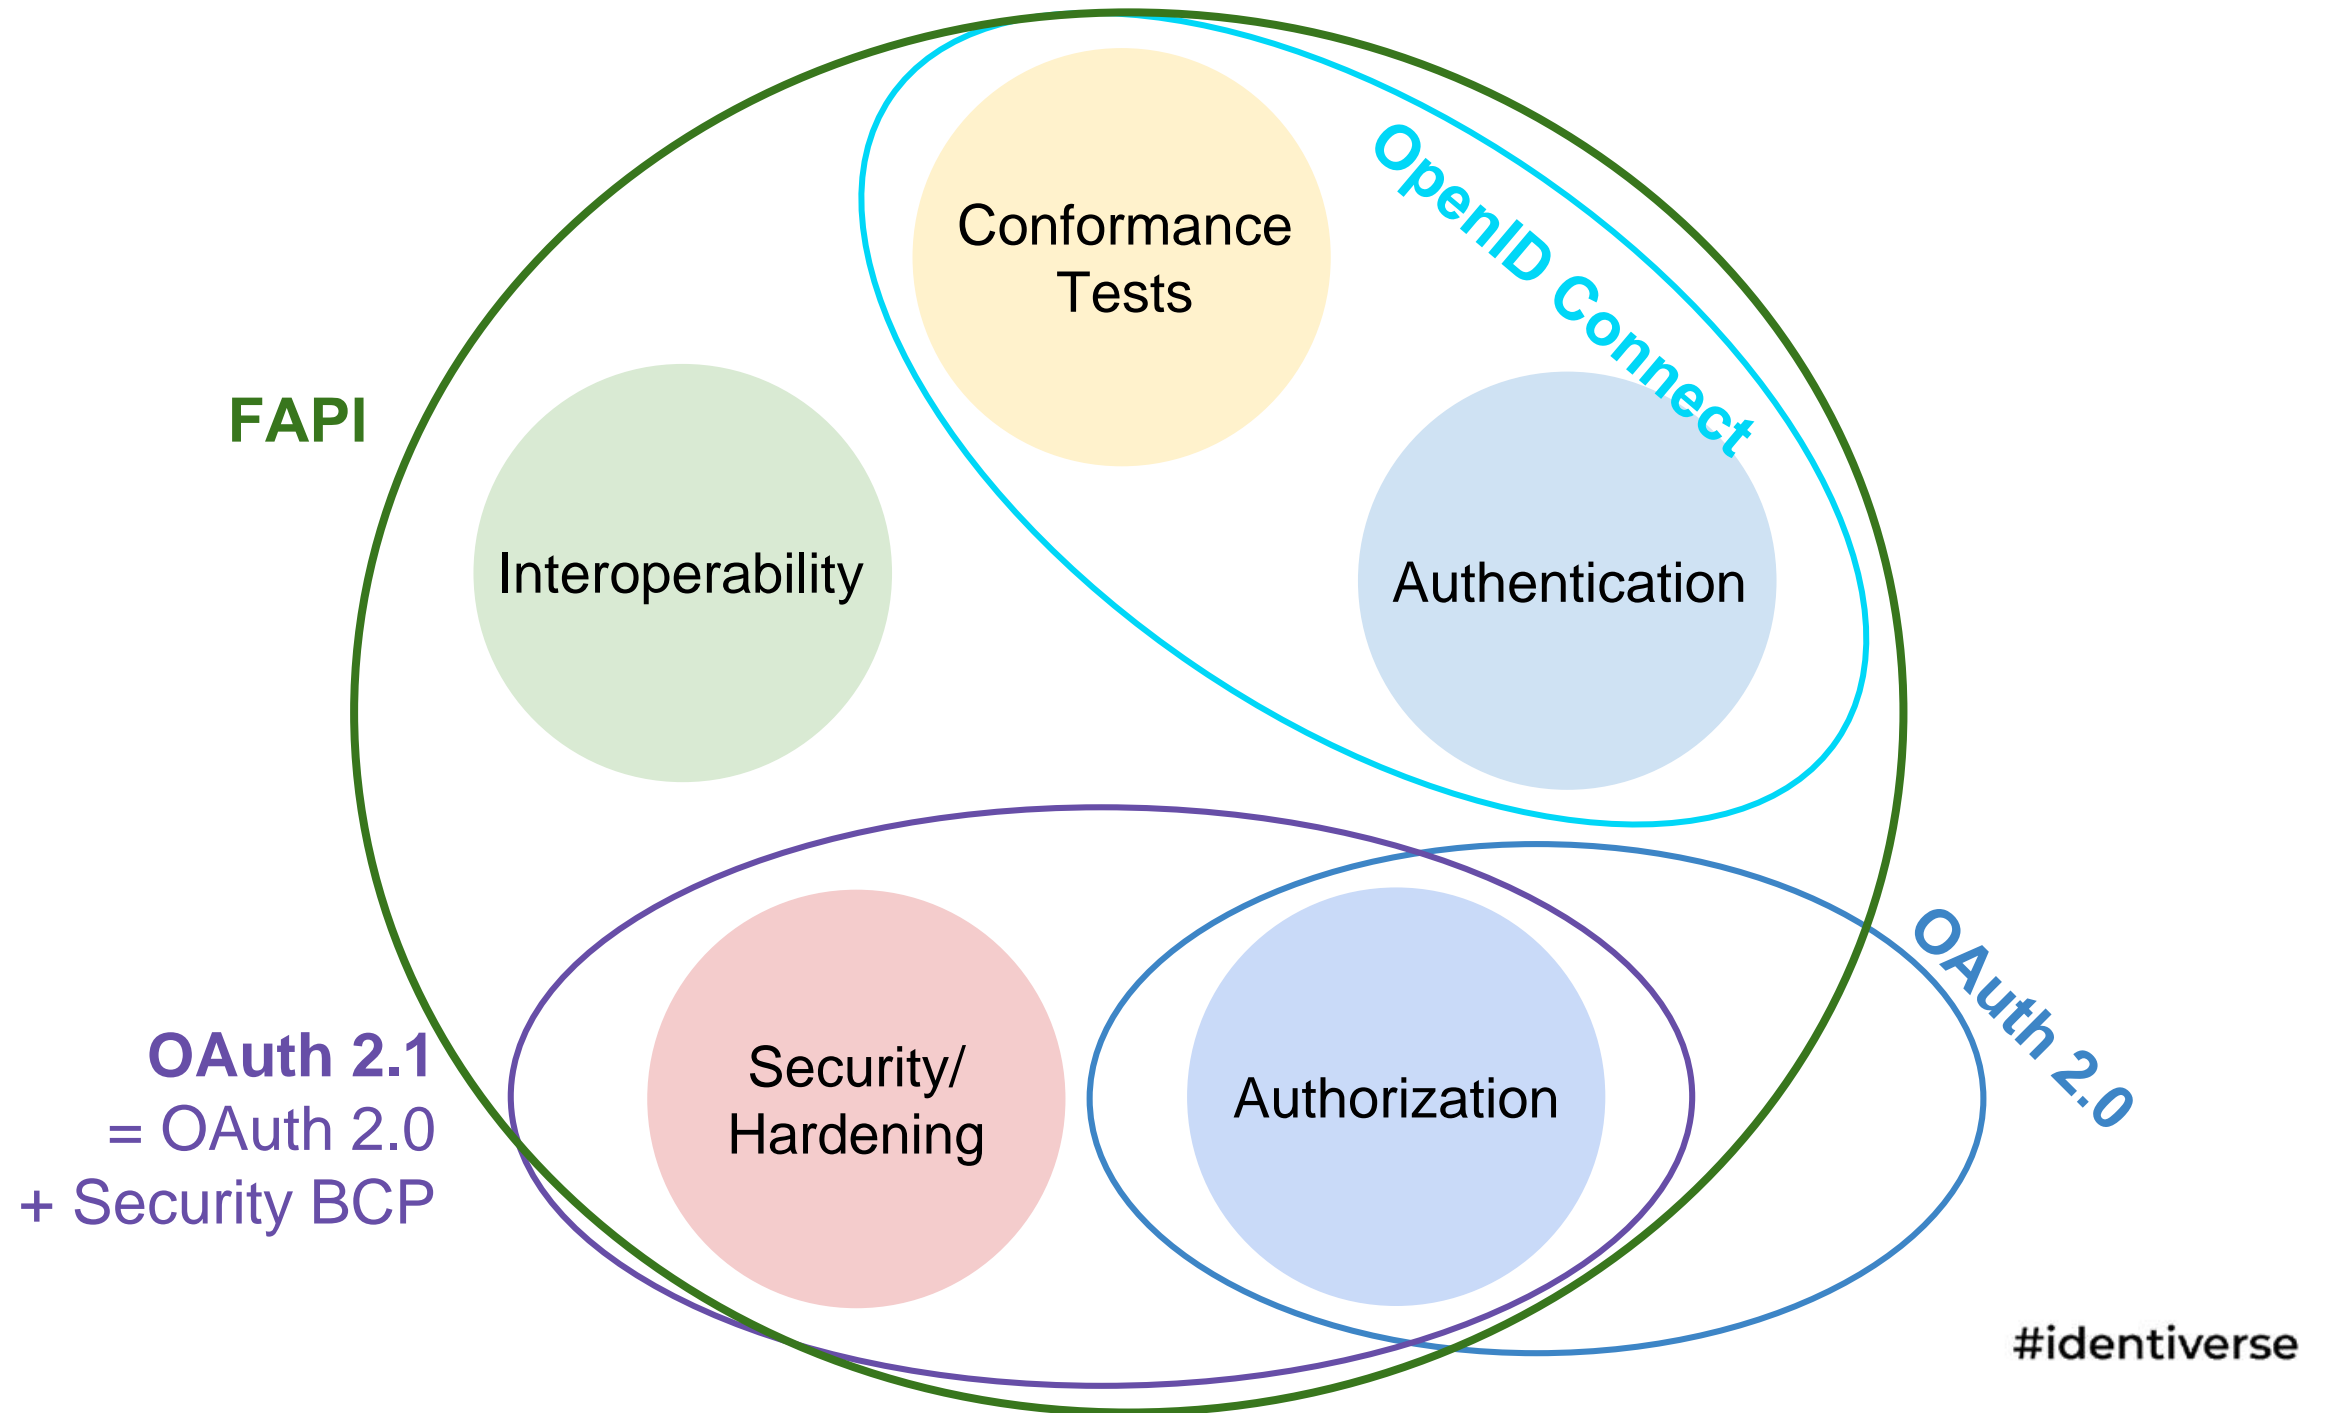 Conformance
Tests
OpenID Connect
FAPI
Interoperability
Authentication
OAuth 2.1
= OAuth 2.0
+ Security BCP
Security/
Hardening
Authorization
OAuth 2.0
#identiverse